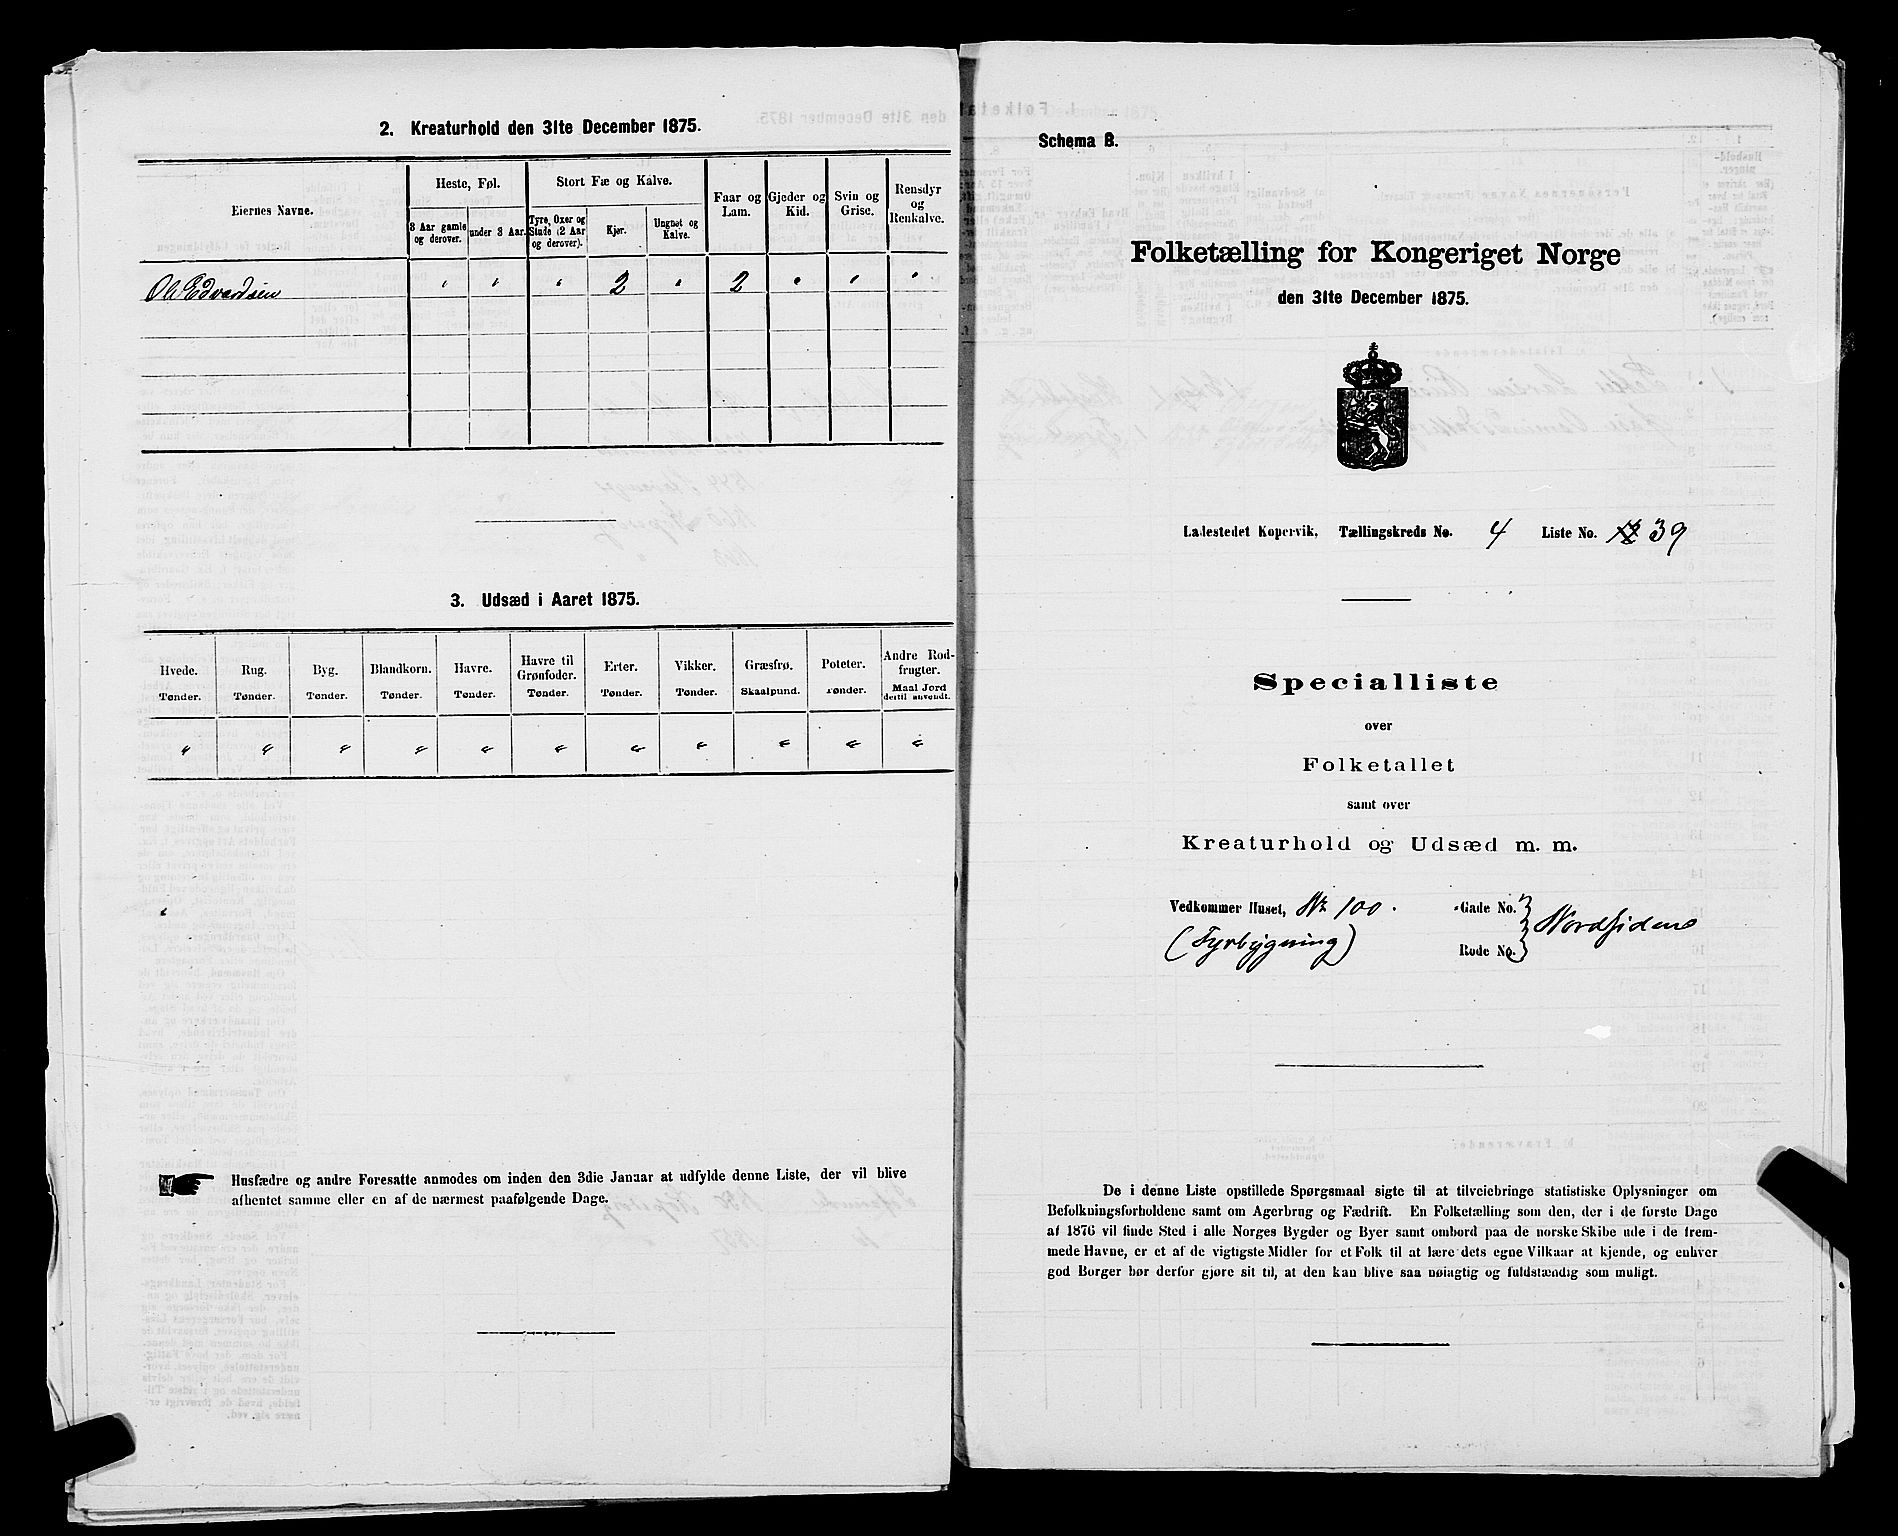 2. Kreaturhold den 31te December 1875.
Eiernes Navne.
Heste, Føl.
3 Aar gamle og derover.
under 3 Aar.
Stort Fæ og Kalve.
Tyre, Oxer og Stude (2 Aar og derover).
Kjør.
Ungnøt og Kalve.
Faar og Lam.
Gjeder og Kid.
Svin og Grise.
Rensdyr og Renkalve.
Ole Edvardsen " " " 2 " 2 " " "
3. Udsæd i Aaret 1875.
Hvede. Tønder.
Rug. Tønder.
Byg. Tønder.
Blandkorn. Tønder.
Havre. Tønder.
Havre til Grønfoder. Tønder.
Erter. Tønder.
Vikker. Tønder.
Græsfrø. Skaalpund.
Poteter. Tønder.
Andre Rodfrugter. Maal Jord dertil anvendt.
" " " " " " " " " " "
Husfædre og andre Foresatte anmodes om inden den 3die Januar at udfylde denne Liste, der vil blive
afhentet samme eller en af de nærmest paafølgende Dage.
Schema B.
Folketælling for Kongeriget Norge
den 31te December 1875.
Ladestedet Kopervik, Tællingskreds No. 4 Liste No. 39
Specialliste
over
Folketallet
samt over
Kreaturhold og Udsæd m. m.
Vedkommer Huset, No 100. Gade No.
(Fyrbygning) Rode No. Nordsidens
De i denne Liste opstillede Spørgsmaal sigte til at tilveiebringe statistiske Oplysninger om
Befolkningsforholdene samt om Agerbrug og Fædrift. En Folketælling som den, der i de første Dage
af 1876 vil finde Sted i alle Norges Bygder og Byer samt ombord paa de norske Skibe ude i de frem-
mede Havne, er et af de vigtigste Midler for et Folk til at lære dets egne Vilkaar at kjende, og enhver
god Borger bør derfor gjøre sit til, at den kan blive saa nøiagtig og fuldstændig som muligt.